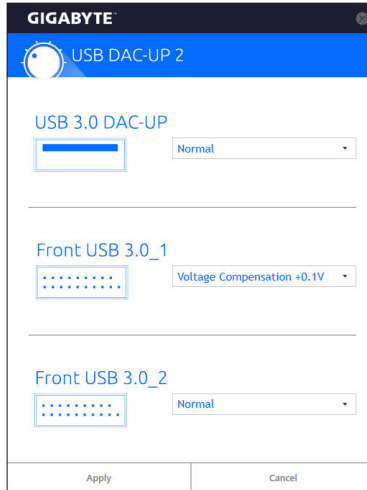 GIGABYTE™
USB DAC-UP 2
USB 3.0 DAC-UP
Normal
Front USB 3.0_1
Voltage Compensation +0.1V
Front USB 3.0_2
Normal
Apply
Cancel